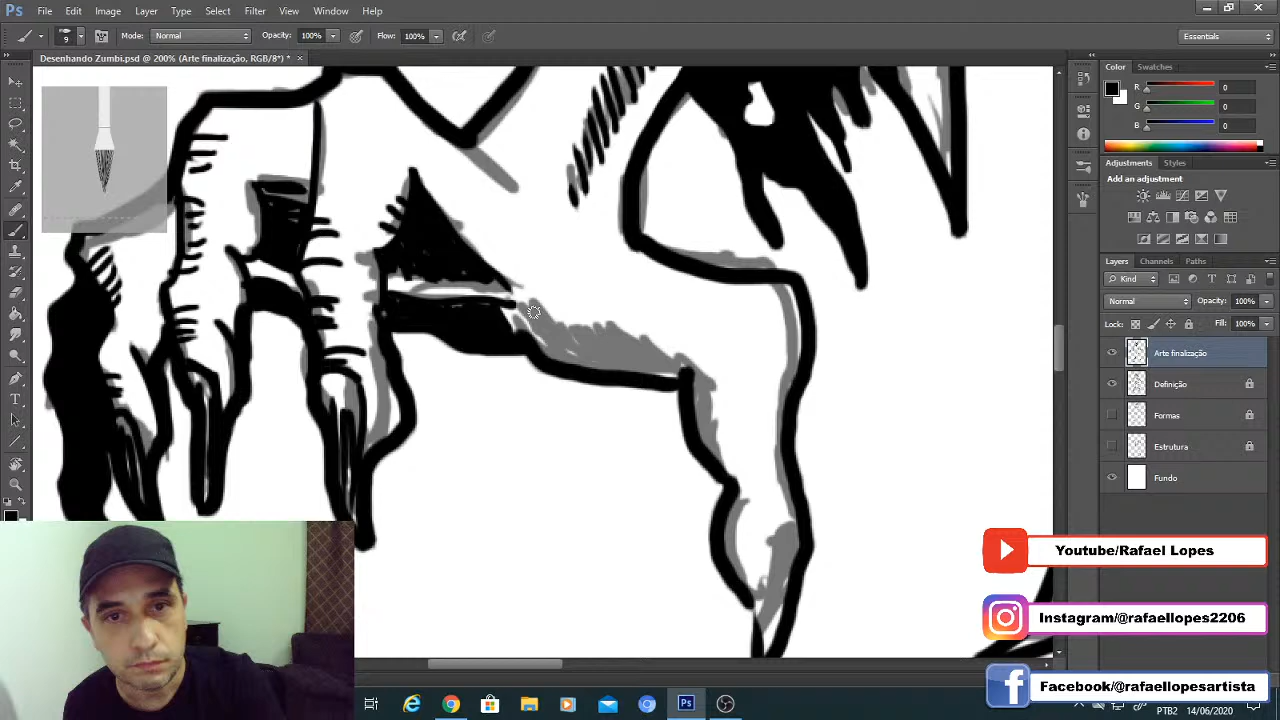 Ps File Edit Image Layer Type Select Filter View Window Help
9 Mode: Normal Opacity: 100% Flow: 100% Essentials
Desenhando Zumbi.psd @ 200% (Arte finalização, RGB/8*) *
Color Swatches
R 0
G 0
B 0
Adjustments Styles
Add an adjustment
Layers Channels Paths
Kind
Normal Opacity: 100%
Lock: Fill: 100%
Arte finalização
Definição
Formas
Estrutura
Fundo
Youtube/Rafael Lopes
Instagram/@rafaellopes2206
Facebook/@rafaellopesartista
Ps PTB2 14/06/2020